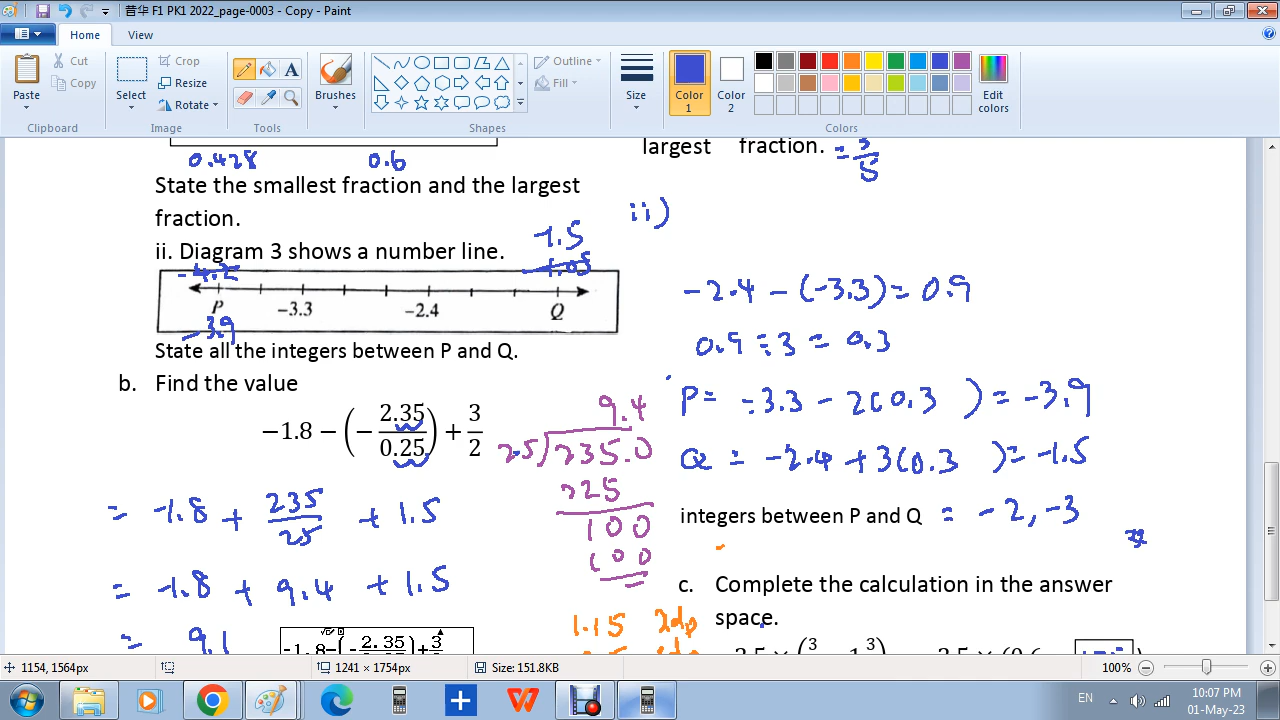 昔华 F1 PK1 2022_page-0003 - Copy - Paint
Home View
Paste Cut Copy Select Crop Resize Rotate Brushes Outline Fill Size Color 1 Color 2 Edit colors
Clipboard Image Tools Shapes Colors
0.428 0.6
State the smallest fraction and the largest
fraction.
ii. Diagram 3 shows a number line.
-1.5
P −3.3 −2.4 Q
-3.9
State all the integers between P and Q.
b. Find the value
−1.8 − (− 2.35/0.25) + 3/2
= -1.8 + 235/25 + 1.5
= -1.8 + 9.4 + 1.5
= 9.1
-1.8-(-2.35
9.4
25)235.0
225
100
100
1.15 2dp
largest fraction. = 3/5
ii)
-2.4 - (-3.3) = 0.9
0.9 ÷ 3 = 0.3
P = -3.3 - 2(0.3 ) = -3.9
Q = -2.4 + 3(0.3 ) = -1.5
integers between P and Q = -2, -3
c. Complete the calculation in the answer
space.
1154, 1564px 1241 × 1754px Size: 151.8KB 100%
EN 10:07 PM
01-May-23